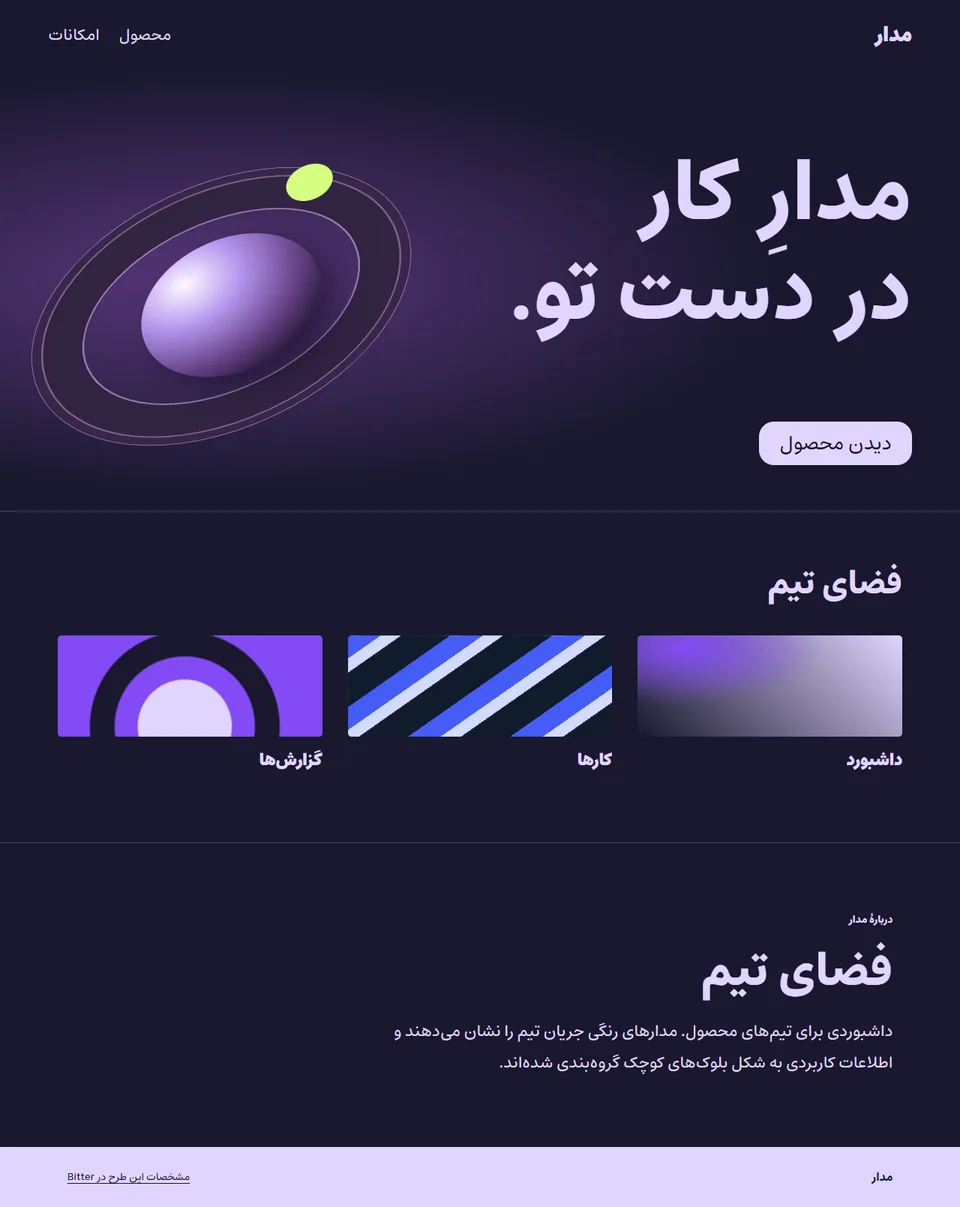 مدار
محصول
امکانات
مدارِ کار
در دست تو.
دیدن محصول
فضای تیم
داشبورد
کارها
گزارش‌ها
دربارهٔ مدار
فضای تیم
داشبوردی برای تیم‌های محصول. مدارهای رنگی جریان تیم را نشان می‌دهند و
اطلاعات کاربردی به شکل بلوک‌های کوچک گروه‌بندی شده‌اند.
مدار
مشخصات این طرح در Bitter